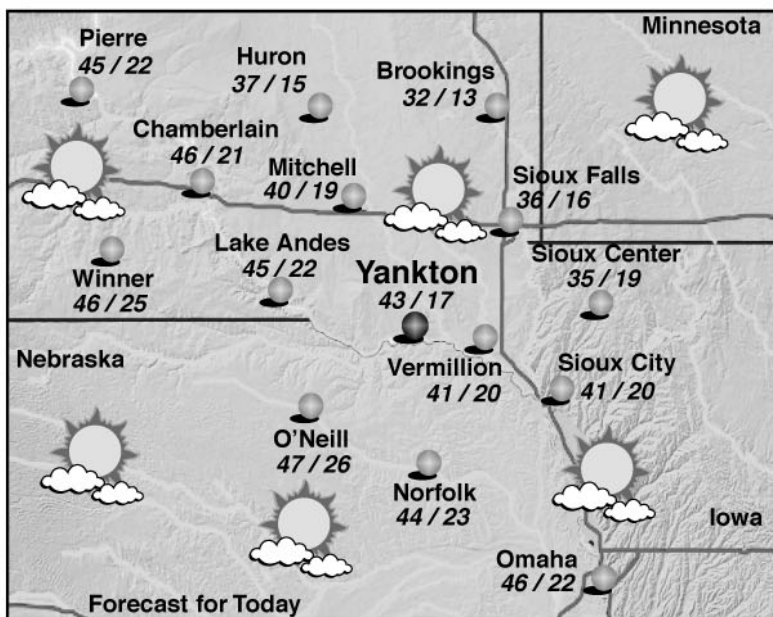 Minnesota
Pierre
45 / 22
Huron
37 / 15
Brookings
32 / 13
Chamberlain
46 / 21
Mitchell
40 / 19
Sioux Falls
36 / 16
Winner
46 / 25
Lake Andes
45 / 22
Yankton
43 / 17
Sioux Center
35 / 19
Nebraska
Vermillion
41 / 20
Sioux City
41 / 20
O'Neill
47 / 26
Norfolk
44 / 23
Iowa
Omaha
46 / 22
Forecast for Today